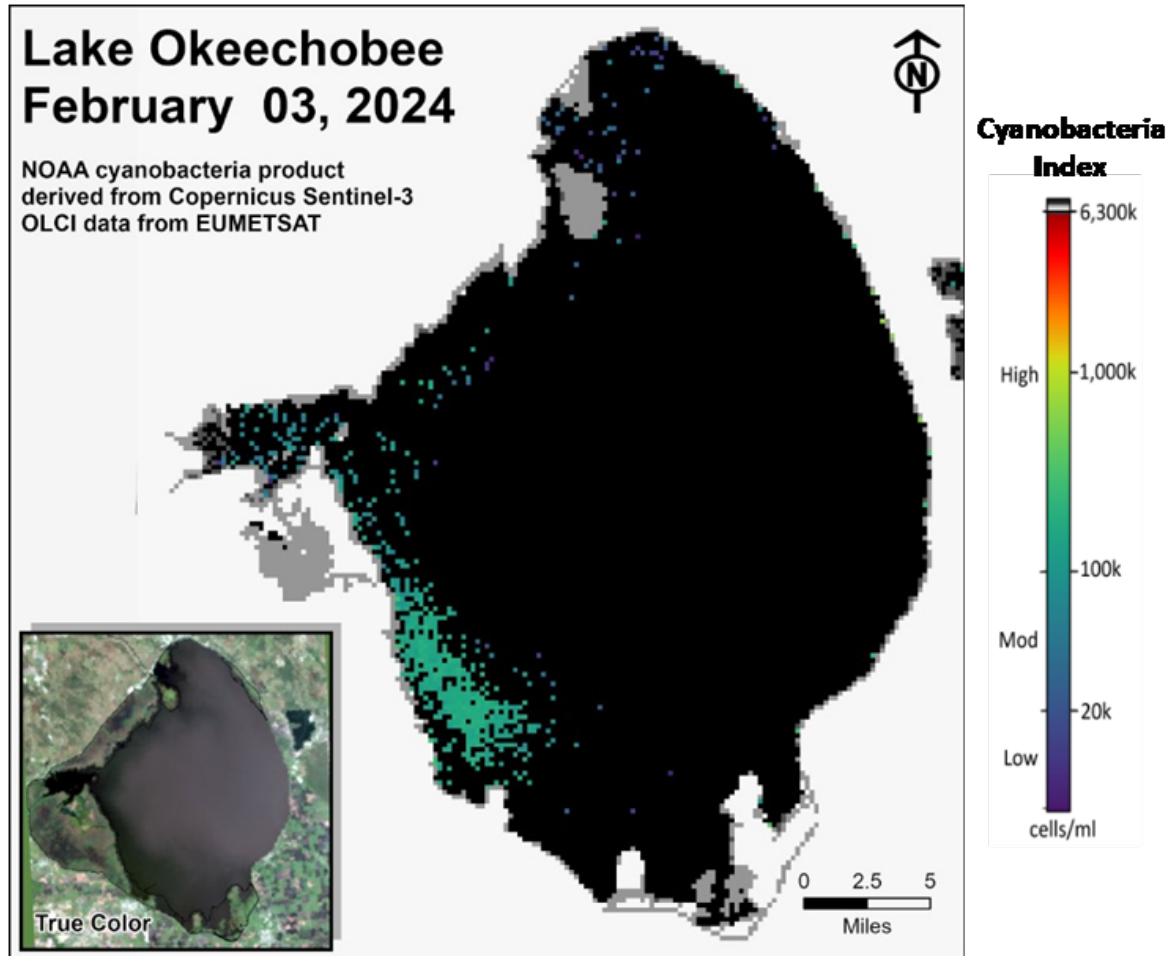 Lake Okeechobee
February 03, 2024
NOAA cyanobacteria product
derived from Copernicus Sentinel-3
OLCI data from EUMETSAT
N
Cyanobacteria
Index
6,300k
High
1,000k
100k
Mod
20k
Low
cells/ml
True Color
0 2.5 5
Miles